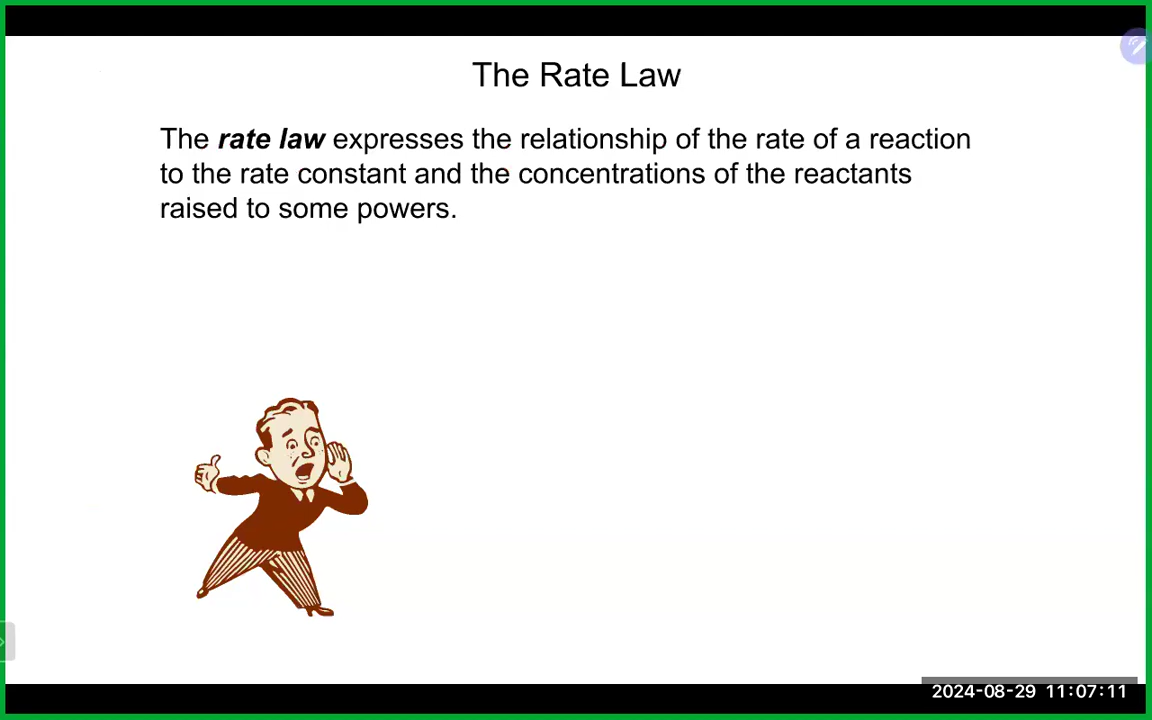 The Rate Law
The rate law expresses the relationship of the rate of a reaction
to the rate constant and the concentrations of the reactants
raised to some powers.
2024-08-29 11:07:11